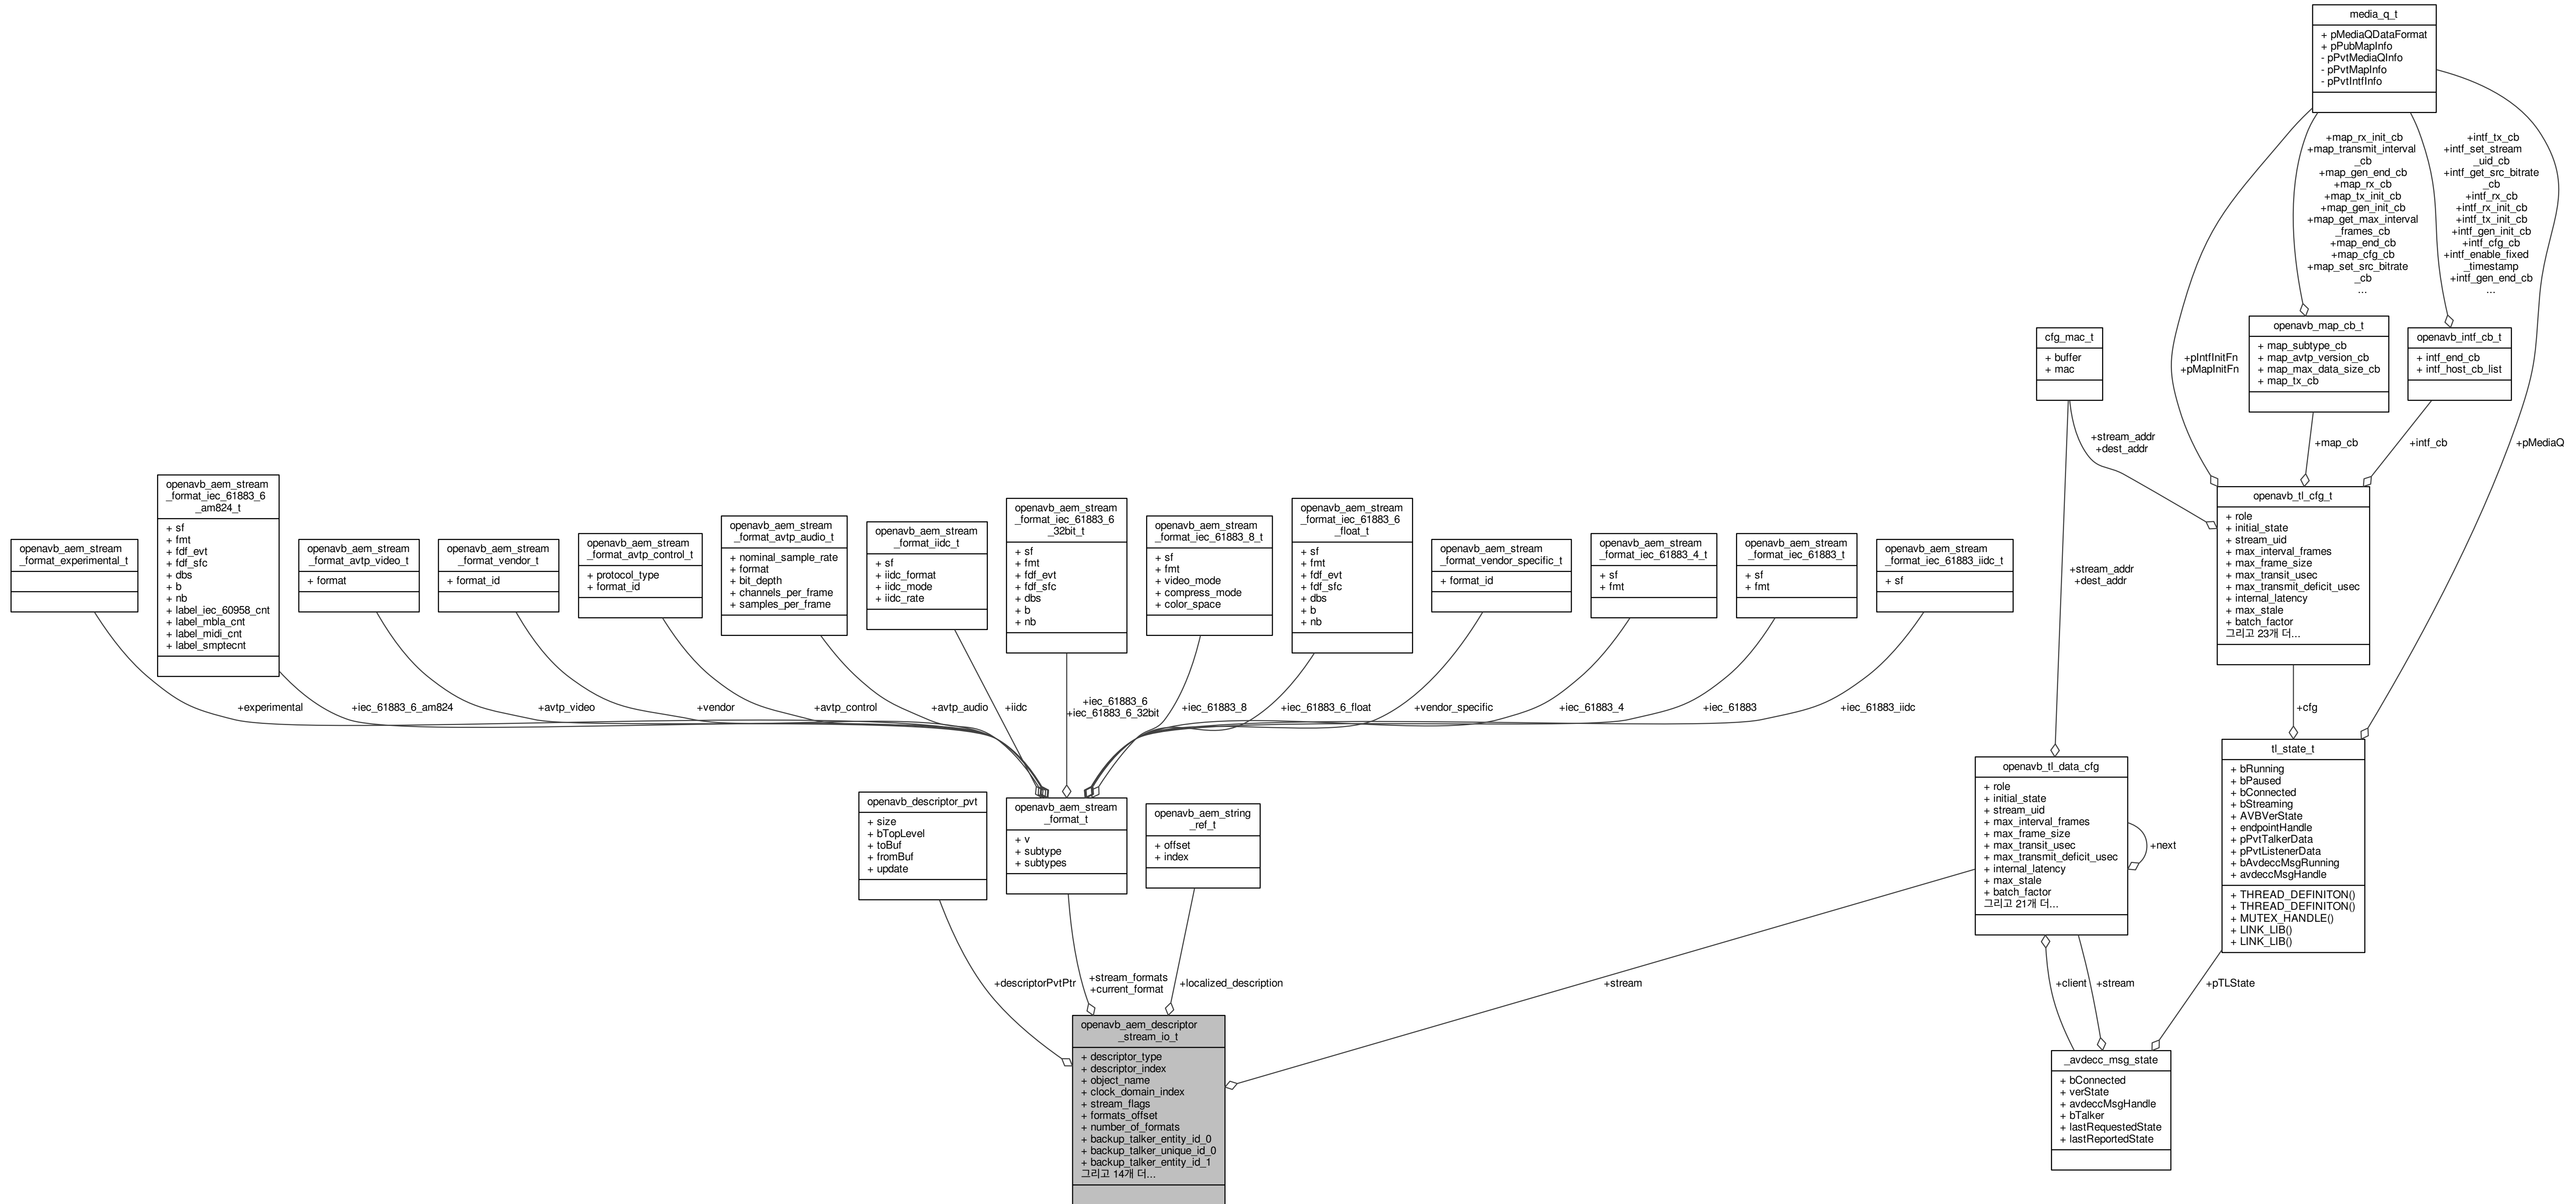 media_q_t
+ pMediaQDataFormat
+ pPubMapInfo
- pPvtMediaQInfo
- pPvtMapInfo
- pPvtIntfInfo
+map_rx_init_cb
+map_transmit_interval
_cb
+map_gen_end_cb
+map_rx_cb
+map_tx_init_cb
+map_gen_init_cb
+map_get_max_interval
_frames_cb
+map_end_cb
+map_cfg_cb
+map_set_src_bitrate
_cb
...
+intf_tx_cb
+intf_set_stream
_uid_cb
+intf_get_src_bitrate
_cb
+intf_rx_cb
+intf_rx_init_cb
+intf_tx_init_cb
+intf_gen_init_cb
+intf_cfg_cb
+intf_enable_fixed
_timestamp
+intf_gen_end_cb
...
+pIntfInitFn
+pMapInitFn
openavb_map_cb_t
+ map_subtype_cb
+ map_avtp_version_cb
+ map_max_data_size_cb
+ map_tx_cb
openavb_intf_cb_t
+ intf_end_cb
+ intf_host_cb_list
cfg_mac_t
+ buffer
+ mac
+stream_addr
+dest_addr
+map_cb
+intf_cb
+pMediaQ
openavb_tl_cfg_t
+ role
+ initial_state
+ stream_uid
+ max_interval_frames
+ max_frame_size
+ max_transit_usec
+ max_transmit_deficit_usec
+ internal_latency
+ max_stale
+ batch_factor
그리고 23개 더...
+stream_addr
+dest_addr
openavb_aem_stream
_format_experimental_t
openavb_aem_stream
_format_iec_61883_6
_am824_t
+ sf
+ fmt
+ fdf_evt
+ fdf_sfc
+ dbs
+ b
+ nb
+ label_iec_60958_cnt
+ label_mbla_cnt
+ label_midi_cnt
+ label_smptecnt
openavb_aem_stream
_format_avtp_video_t
+ format
openavb_aem_stream
_format_vendor_t
+ format_id
openavb_aem_stream
_format_avtp_control_t
+ protocol_type
+ format_id
openavb_aem_stream
_format_avtp_audio_t
+ nominal_sample_rate
+ format
+ bit_depth
+ channels_per_frame
+ samples_per_frame
openavb_aem_stream
_format_iidc_t
+ sf
+ iidc_format
+ iidc_mode
+ iidc_rate
openavb_aem_stream
_format_iec_61883_6
_32bit_t
+ sf
+ fmt
+ fdf_evt
+ fdf_sfc
+ dbs
+ b
+ nb
openavb_aem_stream
_format_iec_61883_8_t
+ sf
+ fmt
+ video_mode
+ compress_mode
+ color_space
openavb_aem_stream
_format_iec_61883_6
_float_t
+ sf
+ fmt
+ fdf_evt
+ fdf_sfc
+ dbs
+ b
+ nb
openavb_aem_stream
_format_vendor_specific_t
+ format_id
openavb_aem_stream
_format_iec_61883_4_t
+ sf
+ fmt
openavb_aem_stream
_format_iec_61883_t
+ sf
+ fmt
openavb_aem_stream
_format_iec_61883_iidc_t
+ sf
+experimental
+iec_61883_6_am824
+avtp_video
+vendor
+avtp_control
+avtp_audio
+iidc
+iec_61883_6
+iec_61883_6_32bit
+iec_61883_8
+iec_61883_6_float
+vendor_specific
+iec_61883_4
+iec_61883
+iec_61883_iidc
+cfg
openavb_descriptor_pvt
+ size
+ bTopLevel
+ toBuf
+ fromBuf
+ update
openavb_aem_stream
_format_t
+ v
+ subtype
+ subtypes
openavb_aem_string
_ref_t
+ offset
+ index
openavb_tl_data_cfg
+ role
+ initial_state
+ stream_uid
+ max_interval_frames
+ max_frame_size
+ max_transit_usec
+ max_transmit_deficit_usec
+ internal_latency
+ max_stale
+ batch_factor
그리고 21개 더...
+next
tl_state_t
+ bRunning
+ bPaused
+ bConnected
+ bStreaming
+ AVBVerState
+ endpointHandle
+ pPvtTalkerData
+ pPvtListenerData
+ bAvdeccMsgRunning
+ avdeccMsgHandle
+ THREAD_DEFINITON()
+ THREAD_DEFINITON()
+ MUTEX_HANDLE()
+ LINK_LIB()
+ LINK_LIB()
+descriptorPvtPtr
+stream_formats
+current_format
+localized_description
+stream
+client
+stream
+pTLState
openavb_aem_descriptor
_stream_io_t
+ descriptor_type
+ descriptor_index
+ object_name
+ clock_domain_index
+ stream_flags
+ formats_offset
+ number_of_formats
+ backup_talker_entity_id_0
+ backup_talker_unique_id_0
+ backup_talker_entity_id_1
그리고 14개 더...
_avdecc_msg_state
+ bConnected
+ verState
+ avdeccMsgHandle
+ bTalker
+ lastRequestedState
+ lastReportedState